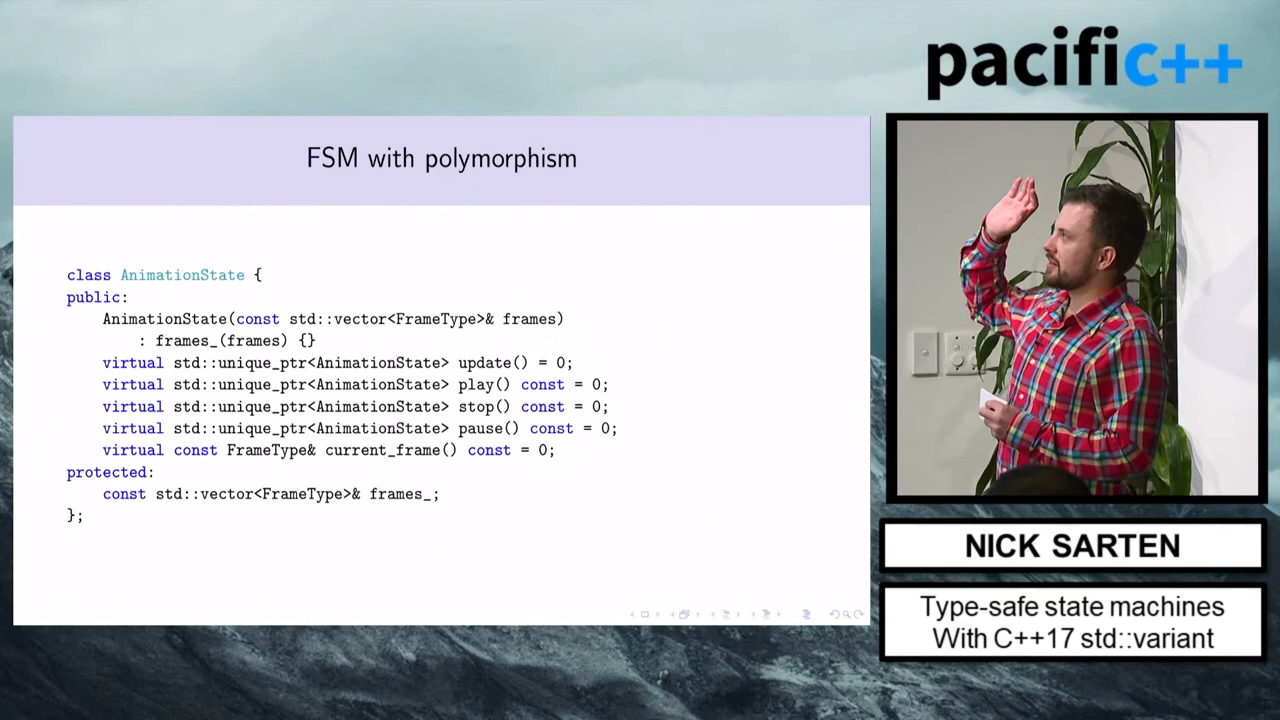 pacific++
FSM with polymorphism
class AnimationState {
public:
AnimationState(const std::vector<FrameType>& frames)
: frames_(frames) {}
virtual std::unique_ptr<AnimationState> update() = 0;
virtual std::unique_ptr<AnimationState> play() const = 0;
virtual std::unique_ptr<AnimationState> stop() const = 0;
virtual std::unique_ptr<AnimationState> pause() const = 0;
virtual const FrameType& current_frame() const = 0;
protected:
const std::vector<FrameType>& frames_;
};
NICK SARTEN
Type-safe state machines
With C++17 std::variant